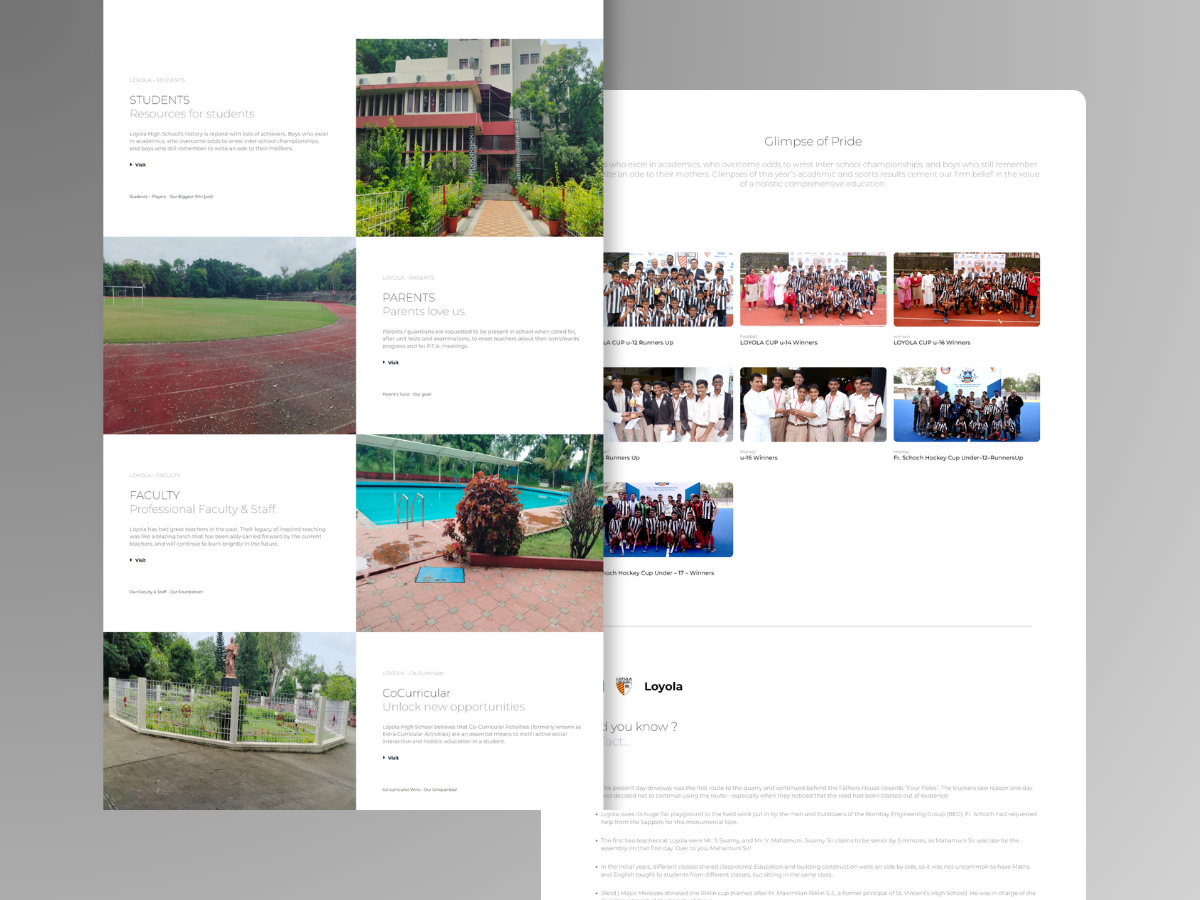 LOYOLA - STUDENTS
STUDENTS
Resources for students
Loyola High School's history is replete with lists of achievers. Boys who excel
in academics, who overcome odds to wrest inter-school championships,
and boys who still remember to write an ode to their mothers.
Visit
Students - Players - Our Biggest Win (yet)!
LOYOLA - PARENTS
PARENTS
Parents love us
Parents / guardians are requested to be present in school when called for,
after unit tests and examinations, to meet teachers about their son's/wards'
progress and for P.T.A. meetings.
Visit
Parent's fund - Our goal!
LOYOLA - FACULTY
FACULTY
Professional Faculty & Staff
Loyola has had great teachers in the past. Their legacy of inspired teaching
was like a blazing torch that has been ably carried forward by the current
teachers, and will continue to burn brightly in the future.
Visit
Our Faculty & Staff - Our Foundation!
LOYOLA - Co-Curricular
CoCurricular
Unlock new opportunities
Loyola High School believes that Co-Curricular Activities (formerly known as
Extra Curricular Activities) are an essential means to instill active social
interaction and holistic education in a student.
Visit
Co-curricular Wins - Our Uniqueness!
Glimpse of Pride
who excel in academics, who overcome odds to wrest inter-school championships, and boys who still remember
an ode to their mothers. Glimpses of this year's academic and sports results cement our firm belief in the value
of a holistic comprehensive education.
CUP u-12 Runners Up
Football
LOYOLA CUP u-14 Winners
LOYOLA CUP u-16 Winners
Runners Up
Hockey
u-16 Winners
Hockey
Fr. Schoch Hockey Cup Under-12-RunnersUp
Hockey Cup Under – 17 – Winners
Loyola
you know ?
present day driveway was the first route to the quarry and continued behind the Fathers House towards "Four Poles". The truckers saw reason one day
decided not to continue using the route - especially when they noticed that the road had been blasted out of existence!
• Loyola owes its huge flat playground to the hard work put in by the men and bulldozers of the Bombay Engineering Group (BEG). Fr. Schoch had requested
help from the Sappers for this monumental task.
• The first two teachers at Loyola were Mr. S Swamy, and Mr. V. Mahamuni. Swamy Sir claims to be senior by 5 minutes, as Mahamuni Sir was late for the
assembly on that first day. Over to you, Mahamuni Sir!
• In the initial years, different classes shared classrooms! Education and building construction went on side by side, so it was not uncommon to have Maths
and English taught to students from different classes, but sitting in the same class...
• (Retd.) Major Menezes donated the Riklin cup (named after Fr. Maximilian Riklin S.J., a former principal of St. Vincent's High School). He was in charge of the